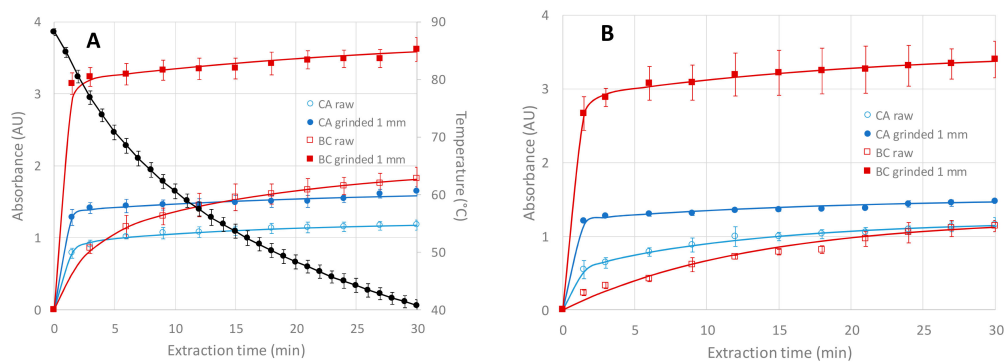 A
Absorbance (AU)
4
3
2
1
0
90
80
70
60
50
40
Temperature (°C)
CA raw
CA grinded 1 mm
BC raw
BC grinded 1 mm
0 5 10 15 20 25 30
Extraction time (min)
B
Absorbance (AU)
4
3
2
1
0
CA raw
CA grinded 1 mm
BC raw
BC grinded 1 mm
0 5 10 15 20 25 30
Extraction time (min)